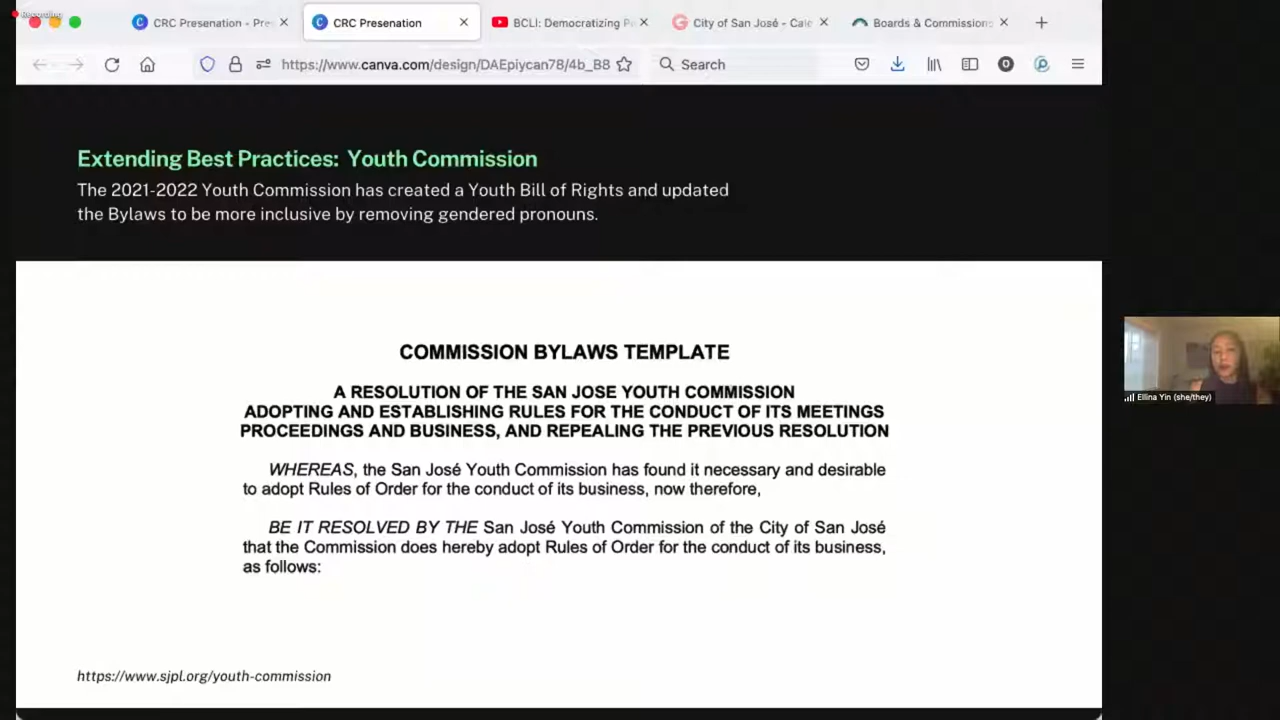 Recording
CRC Presenation - Pre
CRC Presenation
BCLI: Democratizing P
City of San José - Cale
Boards & Commissions
https://www.canva.com/design/DAEpiycan78/4b_B8
Search
Extending Best Practices: Youth Commission
The 2021-2022 Youth Commission has created a Youth Bill of Rights and updated
the Bylaws to be more inclusive by removing gendered pronouns.
COMMISSION BYLAWS TEMPLATE
A RESOLUTION OF THE SAN JOSE YOUTH COMMISSION
ADOPTING AND ESTABLISHING RULES FOR THE CONDUCT OF ITS MEETINGS
PROCEEDINGS AND BUSINESS, AND REPEALING THE PREVIOUS RESOLUTION
WHEREAS, the San José Youth Commission has found it necessary and desirable
to adopt Rules of Order for the conduct of its business, now therefore,
BE IT RESOLVED BY THE San José Youth Commission of the City of San José
that the Commission does hereby adopt Rules of Order for the conduct of its business,
as follows:
Ellina Yin (she/they)
https://www.sjpl.org/youth-commission